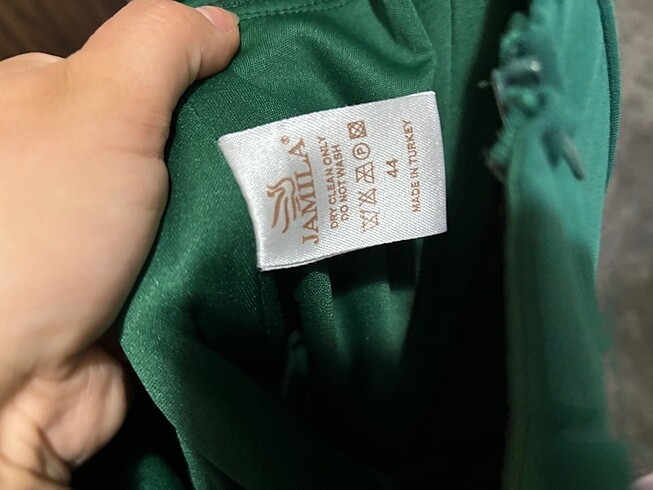 JAMILA®
DRY CLEAN ONLY
DO NOT WASH
P
44
MADE IN TURKEY